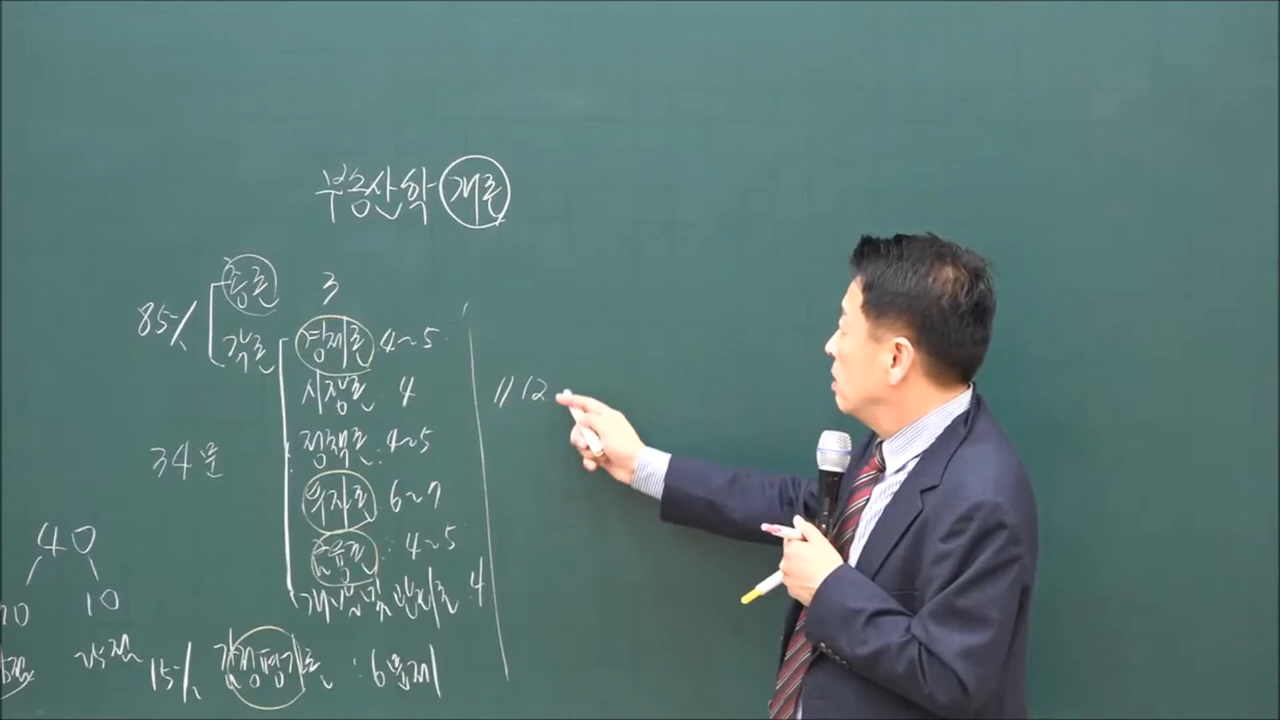 부동산학 개론
총론 3
85%
각론 경제론 4~5
시장론 4
11 12
정책론 : 4~5
34문
투자론 : 6~7
금융론 : 4~5
40
개발 및 관리론 4
10
25점
15% 감정평가론 : 6문제